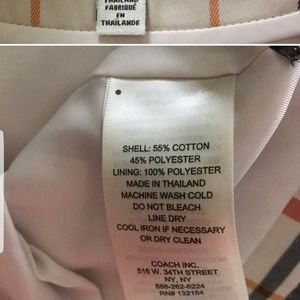 THAILAND
FABRIQUÉ
EN
THAÏLANDE
SHELL: 55% COTTON
45% POLYESTER
LINING: 100% POLYESTER
MADE IN THAILAND
MACHINE WASH COLD
DO NOT BLEACH
LINE DRY
COOL IRON IF NECESSARY
OR DRY CLEAN
COACH INC.
516 W. 34TH STREET
NY, NY
888-262-6224
RN# 132154